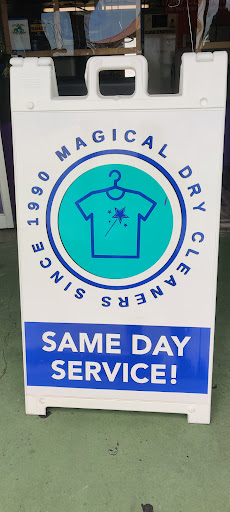 MAGICAL DRY CLEANERS SINCE 1990
SAME DAY
SERVICE!